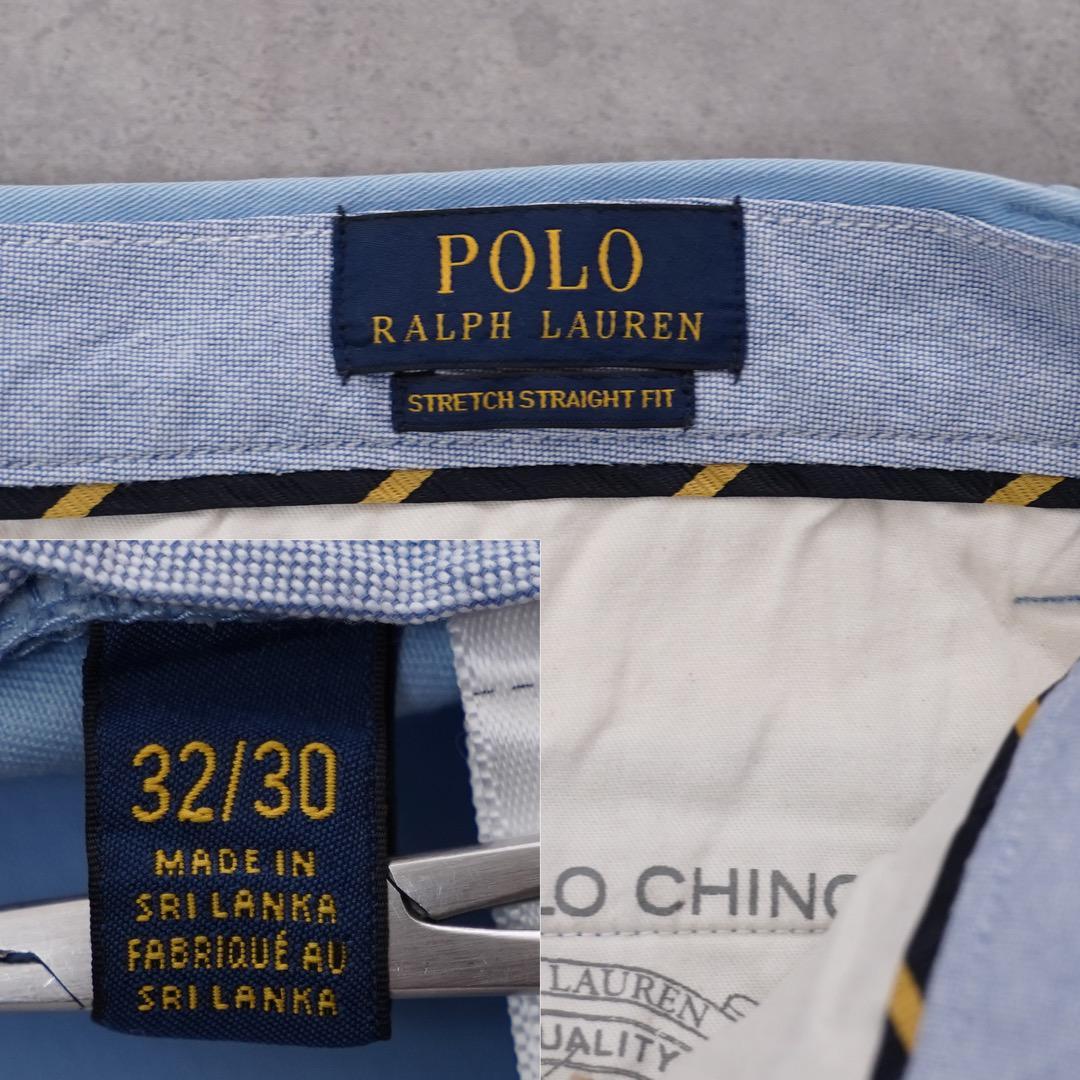 POLO
RALPH LAUREN
STRETCH STRAIGHT FIT
32/30
MADE IN
SRI LANKA
FABRIQUÉ AU
SRI LANKA
LO CHINO
LAUREN
UALITY